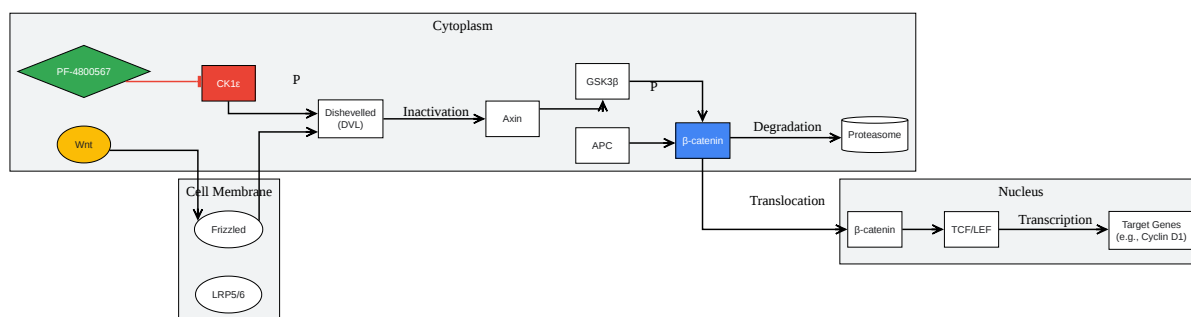 Cytoplasm
PF-4800567
CK1ε
P
GSK3β
P
Dishevelled
(DVL)
Inactivation
Axin
Wnt
APC
β-catenin
Degradation
Proteasome
Cell Membrane
Frizzled
LRP5/6
Translocation
Nucleus
β-catenin
TCF/LEF
Transcription
Target Genes
(e.g., Cyclin D1)